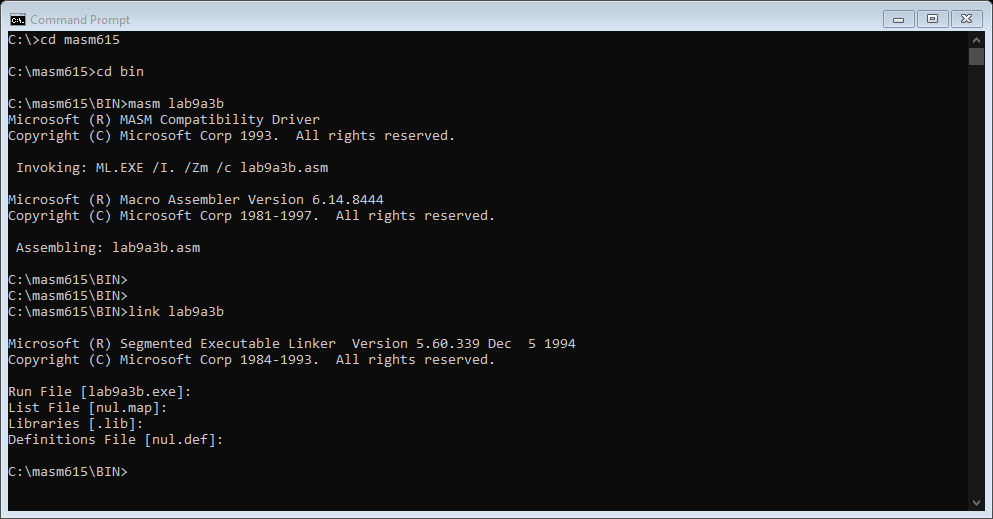 Command Prompt
C:\>cd masm615
C:\masm615>cd bin
C:\masm615\BIN>masm lab9a3b
Microsoft (R) MASM Compatibility Driver
Copyright (C) Microsoft Corp 1993.  All rights reserved.
 Invoking: ML.EXE /I. /Zm /c lab9a3b.asm
Microsoft (R) Macro Assembler Version 6.14.8444
Copyright (C) Microsoft Corp 1981-1997.  All rights reserved.
 Assembling: lab9a3b.asm
C:\masm615\BIN>
C:\masm615\BIN>
C:\masm615\BIN>link lab9a3b
Microsoft (R) Segmented Executable Linker  Version 5.60.339 Dec  5 1994
Copyright (C) Microsoft Corp 1984-1993.  All rights reserved.
Run File [lab9a3b.exe]:
List File [nul.map]:
Libraries [.lib]:
Definitions File [nul.def]:
C:\masm615\BIN>